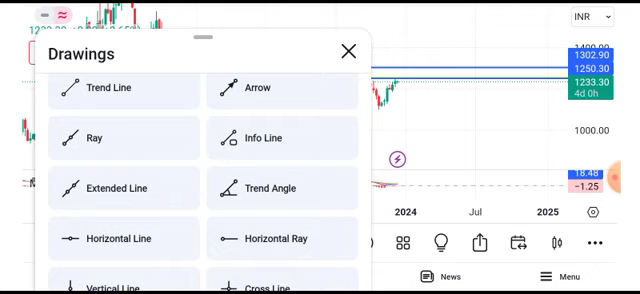 INR
1400.00
1302.90
1250.30
1233.30
4d 0h
1000.00
18.48
−1.25
2024
Jul
2025
News
Menu
Drawings
Trend Line
Arrow
Ray
Info Line
Extended Line
Trend Angle
Horizontal Line
Horizontal Ray
Vertical Line
Cross Line